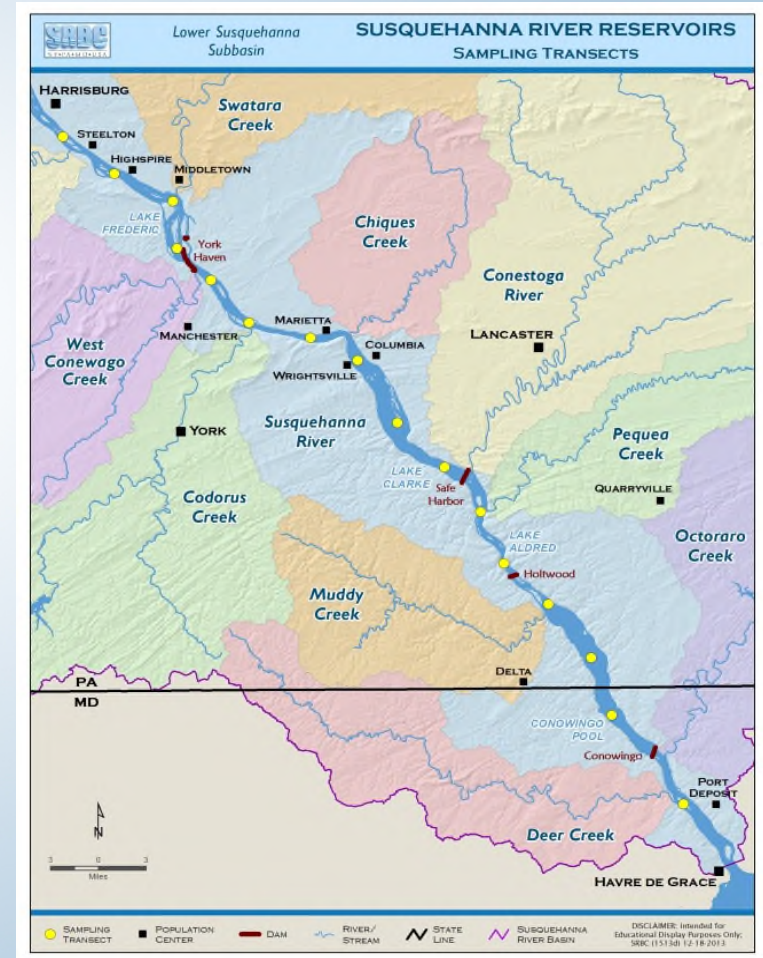 SRBC
Lower Susquehanna
Subbasin
SUSQUEHANNA RIVER RESERVOIRS
SAMPLING TRANSECTS
HARRISBURG
STEELTON
HIGHSPIRE
MIDDLETOWN
Swatara
Creek
LAKE
FREDERIC
York
Haven
Chiques
Creek
Conestoga
River
MANCHESTER
MARIETTA
COLUMBIA
WRIGHTSVILLE
LANCASTER
West
Conewago
Creek
YORK
Susquehanna
River
Pequea
Creek
LAKE
CLARKE
Safe
Harbor
QUARRYVILLE
Codorus
Creek
LAKE
ALDRED
Octoraro
Creek
Holtwood
Muddy
Creek
DELTA
PA
MD
CONOWINGO
POOL
Conowingo
PORT
DEPOSIT
Deer Creek
N
3 0 3
Miles
HAVRE DE GRACE
SAMPLING
TRANSECT
POPULATION
CENTER
DAM
RIVER/
STREAM
STATE
LINE
SUSQUEHANNA
RIVER BASIN
DISCLAIMER: Intended for
Educational Display Purposes Only;
SRBC (1513d) 12-18-2013